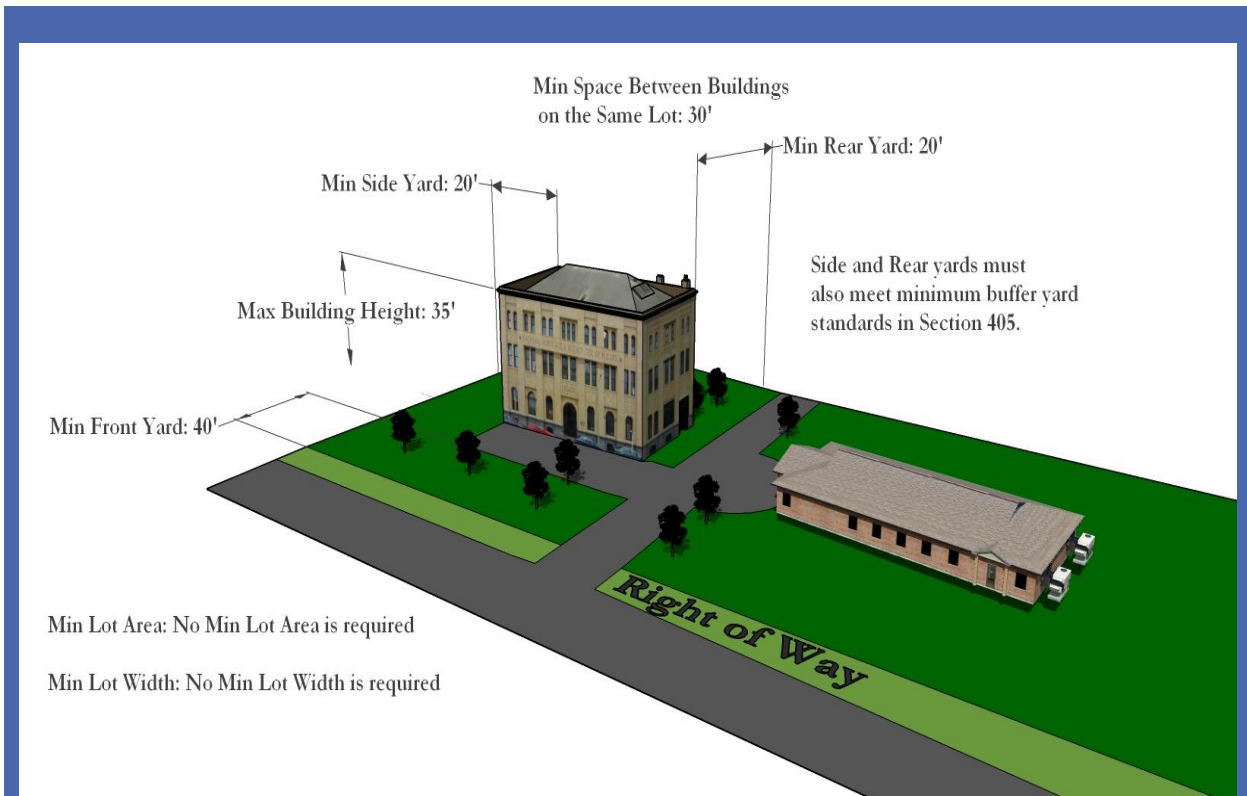 Min Space Between Buildings
on the Same Lot: 30'
Min Rear Yard: 20'
Min Side Yard: 20'
Side and Rear yards must
also meet minimum buffer yard
standards in Section 405.
Max Building Height: 35'
Min Front Yard: 40'
Right of Way
Min Lot Area: No Min Lot Area is required
Min Lot Width: No Min Lot Width is required